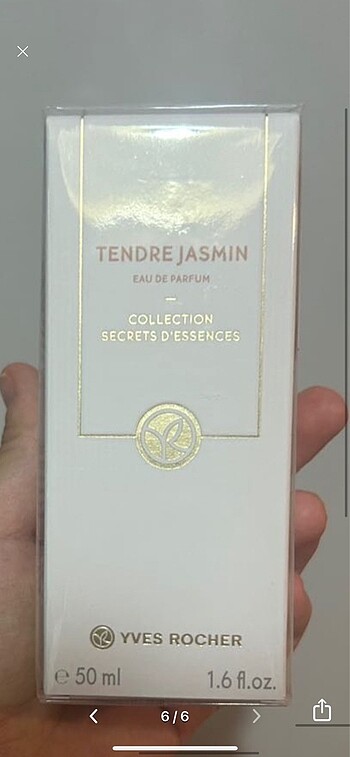 TENDRE JASMIN
EAU DE PARFUM
COLLECTION
SECRETS D'ESSENCES
YVES ROCHER
℮ 50 ml 1.6 fl.oz.
6/6